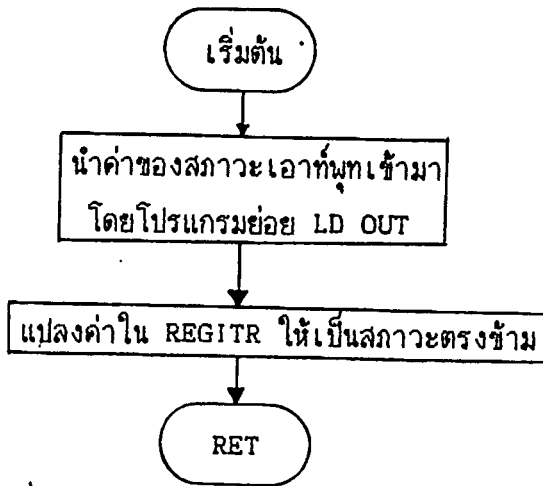 เริ่มต้น
นำค่าของสภาวะเอาท์พุทเข้ามา
โดยโปรแกรมย่อย LD OUT
แปลงค่าใน REGITR ให้เป็นสภาวะตรงข้าม
RET